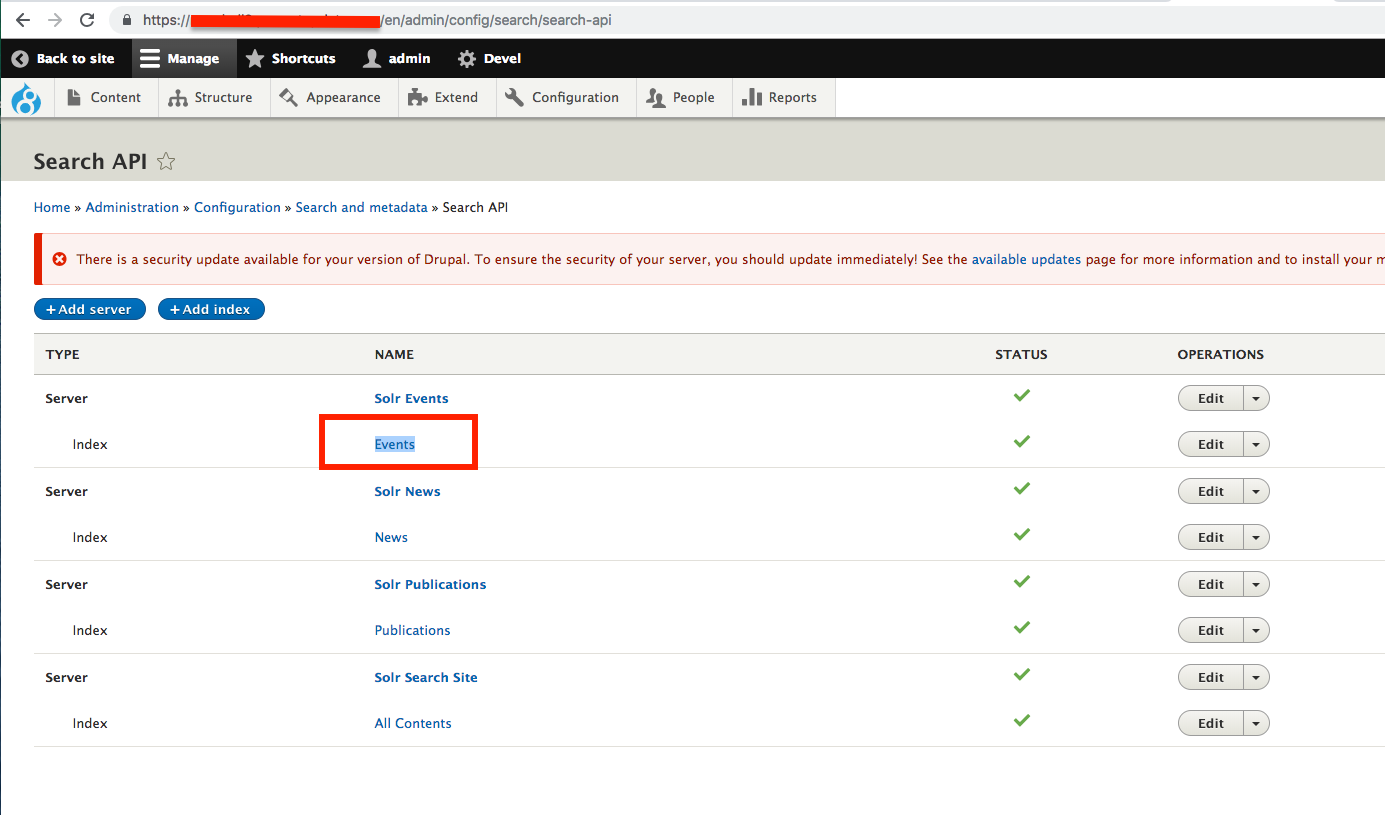 https:// /en/admin/config/search/search-api
Back to site Manage Shortcuts admin Devel
Content Structure Appearance Extend Configuration People Reports
Search API
Home » Administration » Configuration » Search and metadata » Search API
There is a security update available for your version of Drupal. To ensure the security of your server, you should update immediately! See the available updates page for more information and to install your
+ Add server + Add index
TYPE NAME STATUS OPERATIONS
Server Solr Events Edit
Index Events Edit
Server Solr News Edit
Index News Edit
Server Solr Publications Edit
Index Publications Edit
Server Solr Search Site Edit
Index All Contents Edit